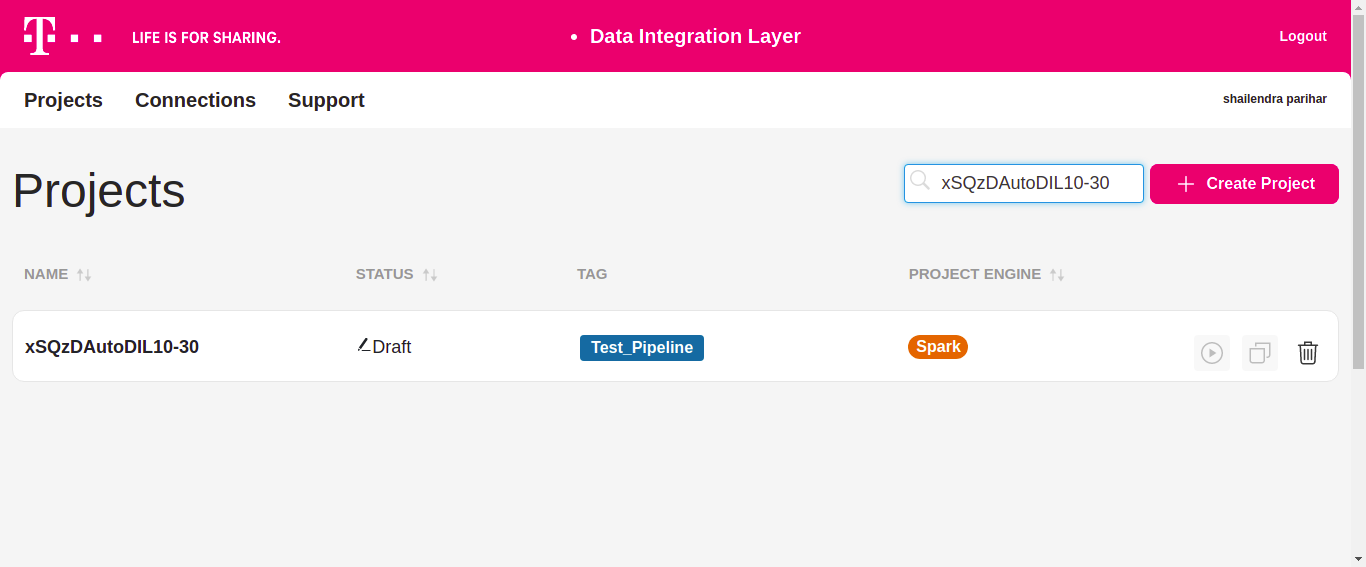 T
LIFE IS FOR SHARING.
Data Integration Layer
Logout
Projects
Connections
Support
shailendra parihar
Projects
xSQzDAutoDIL10-30
Create Project
NAME
STATUS
TAG
PROJECT ENGINE
xSQzDAutoDIL10-30
Draft
Test_Pipeline
Spark